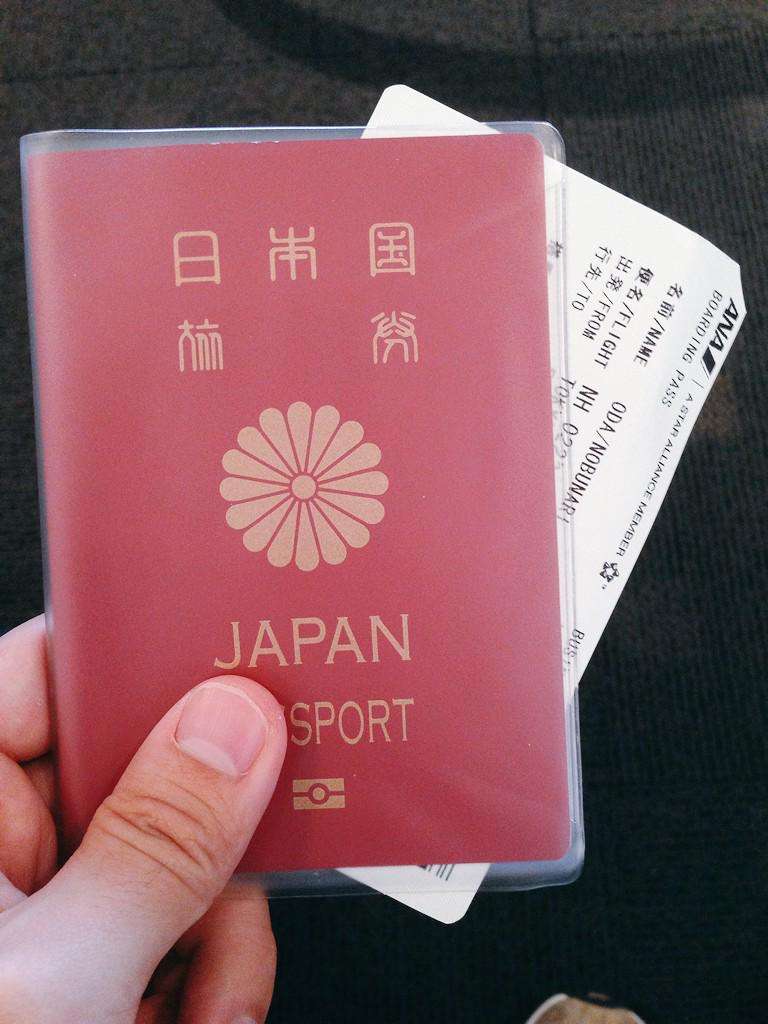 日本国
旅券
JAPAN
SPORT
ANA
BOARDING PASS
A STAR ALLIANCE MEMBER
名前/NAME ODA/NOBUNARI
便名/FLIGHT NH
出発/FROM
行先/TO